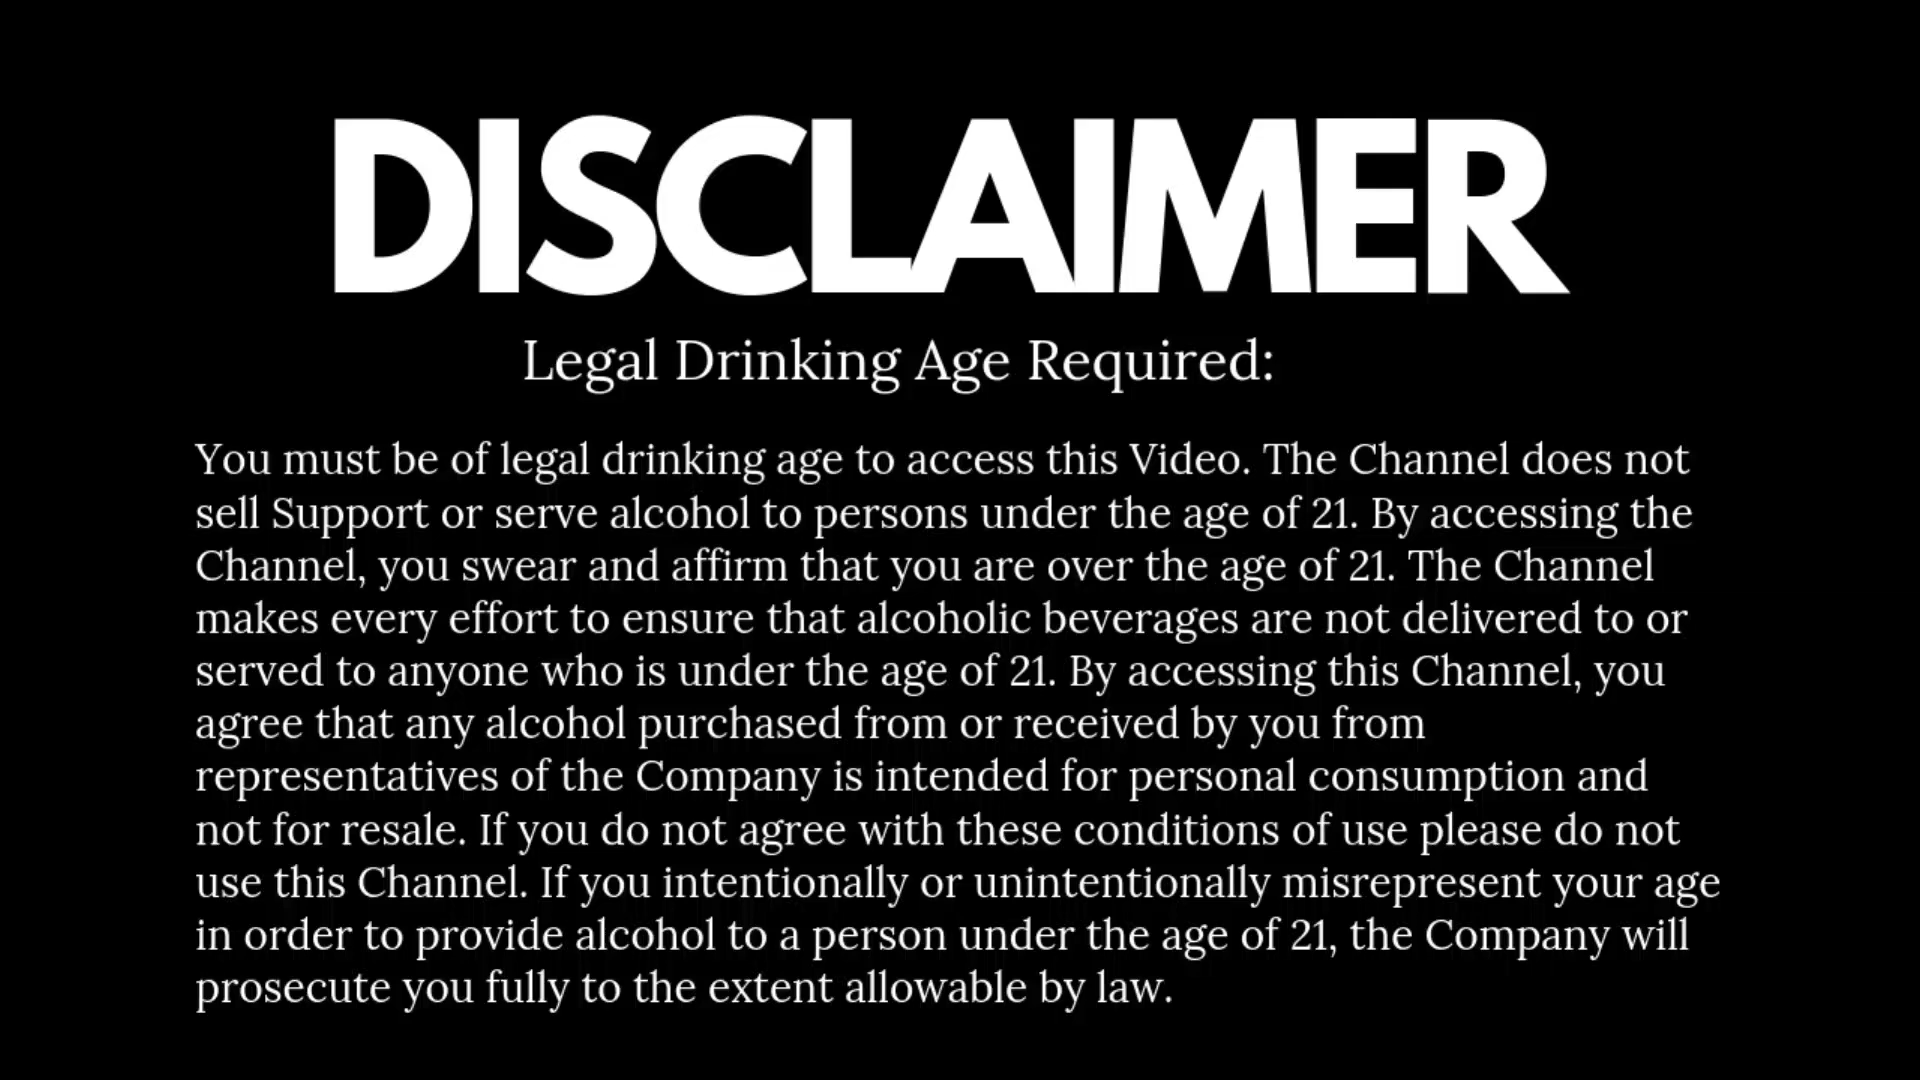 DISCLAIMER
Legal Drinking Age Required:
You must be of legal drinking age to access this Video. The Channel does not
sell Support or serve alcohol to persons under the age of 21. By accessing the
Channel, you swear and affirm that you are over the age of 21. The Channel
makes every effort to ensure that alcoholic beverages are not delivered to or
served to anyone who is under the age of 21. By accessing this Channel, you
agree that any alcohol purchased from or received by you from
representatives of the Company is intended for personal consumption and
not for resale. If you do not agree with these conditions of use please do not
use this Channel. If you intentionally or unintentionally misrepresent your age
in order to provide alcohol to a person under the age of 21, the Company will
prosecute you fully to the extent allowable by law.